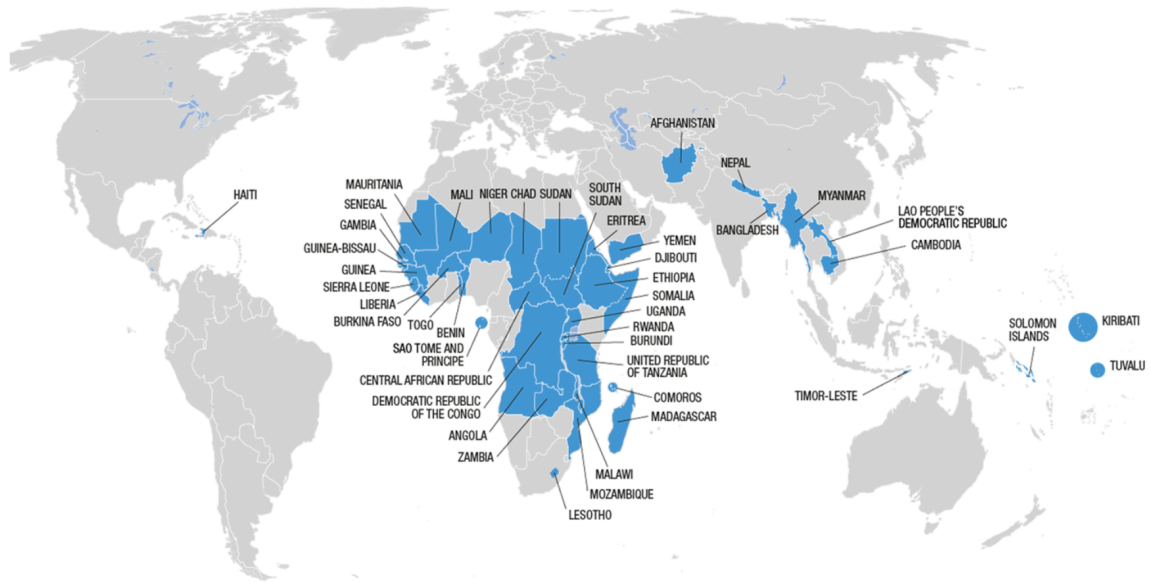 HAITI
MAURITANIA
SENEGAL
GAMBIA
GUINEA-BISSAU
GUINEA
SIERRA LEONE
LIBERIA
BURKINA FASO
TOGO
BENIN
SAO TOME AND
PRINCIPE
CENTRAL AFRICAN REPUBLIC
DEMOCRATIC REPUBLIC
OF THE CONGO
ANGOLA
ZAMBIA
MALI
NIGER
CHAD
SUDAN
SOUTH
SUDAN
ERITREA
YEMEN
DJIBOUTI
ETHIOPIA
SOMALIA
UGANDA
RWANDA
BURUNDI
UNITED REPUBLIC
OF TANZANIA
COMOROS
MADAGASCAR
MALAWI
MOZAMBIQUE
LESOTHO
AFGHANISTAN
NEPAL
BANGLADESH
MYANMAR
LAO PEOPLE'S
DEMOCRATIC REPUBLIC
CAMBODIA
TIMOR-LESTE
SOLOMON
ISLANDS
KIRIBATI
TUVALU